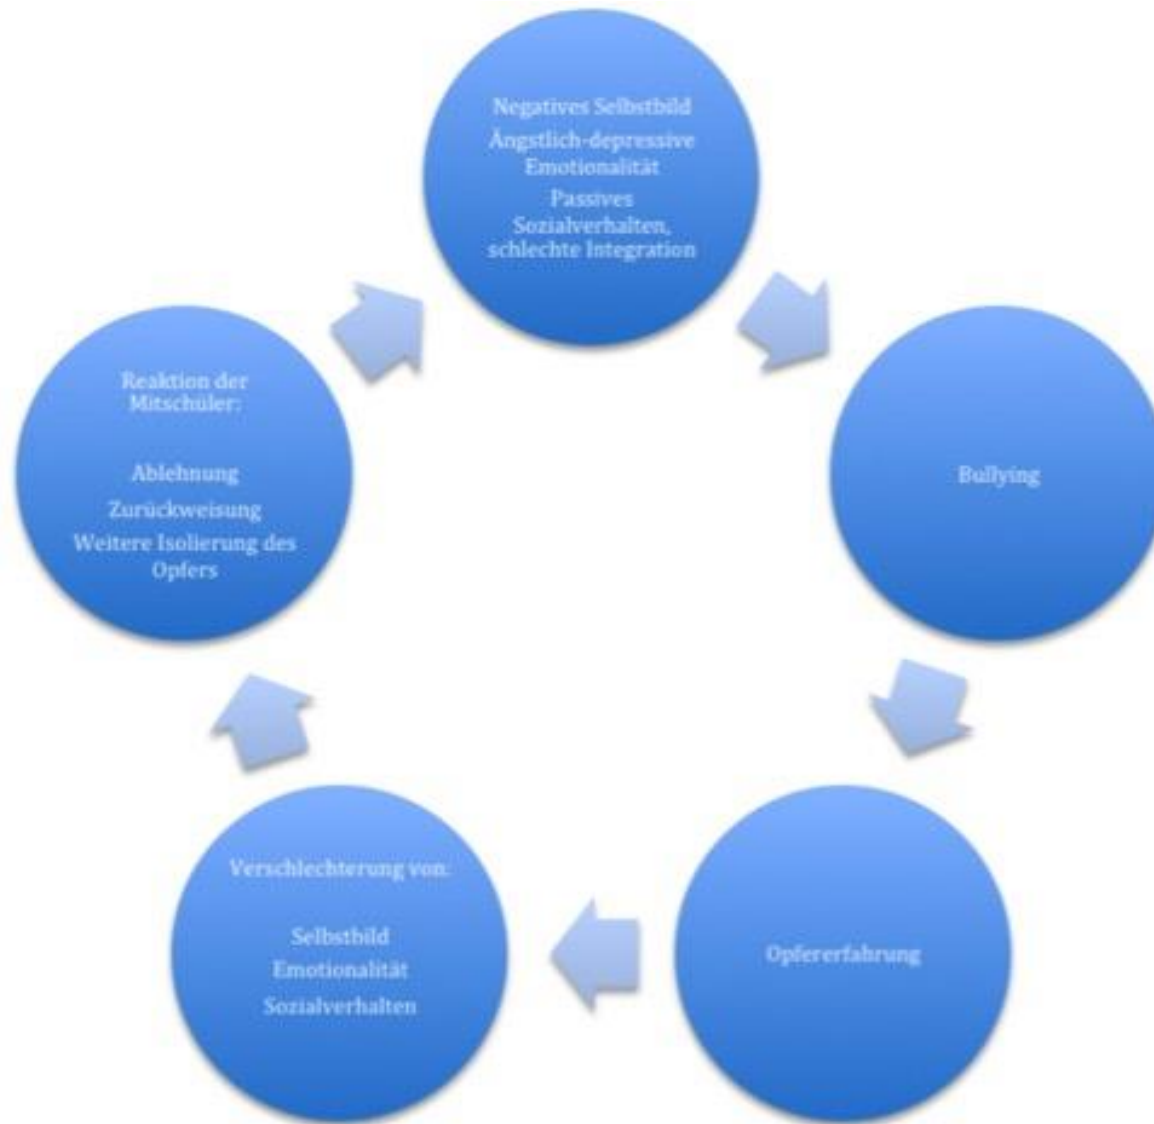 Negatives Selbstbild
Ängstlich-depressive
Emotionalität
Passives
Sozialverhalten,
schlechte Integration
Bullying
Opfererfahrung
Verschlechterung von:
Selbstbild
Emotionalität
Sozialverhalten
Reaktion der
Mitschüler:
Ablehnung
Zurückweisung
Weitere Isolierung des
Opfers